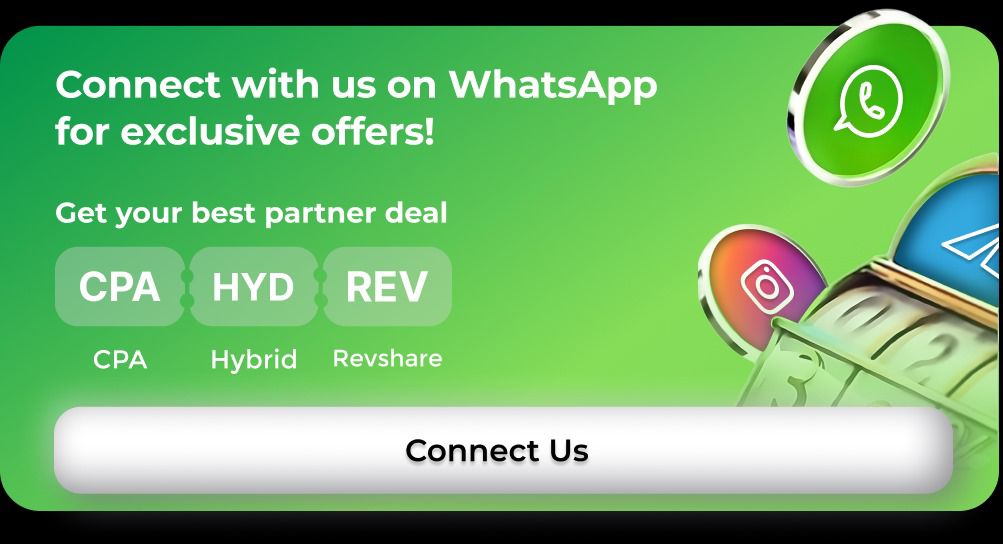 Connect with us on WhatsApp
for exclusive offers!
Get your best partner deal
CPA HYD REV
CPA Hybrid Revshare
Connect Us